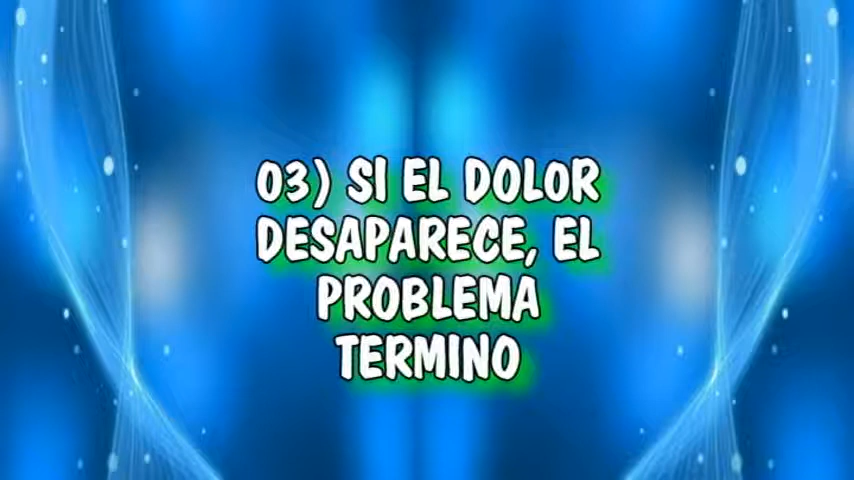 03) SI EL DOLOR
DESAPARECE, EL
PROBLEMA
TERMINO